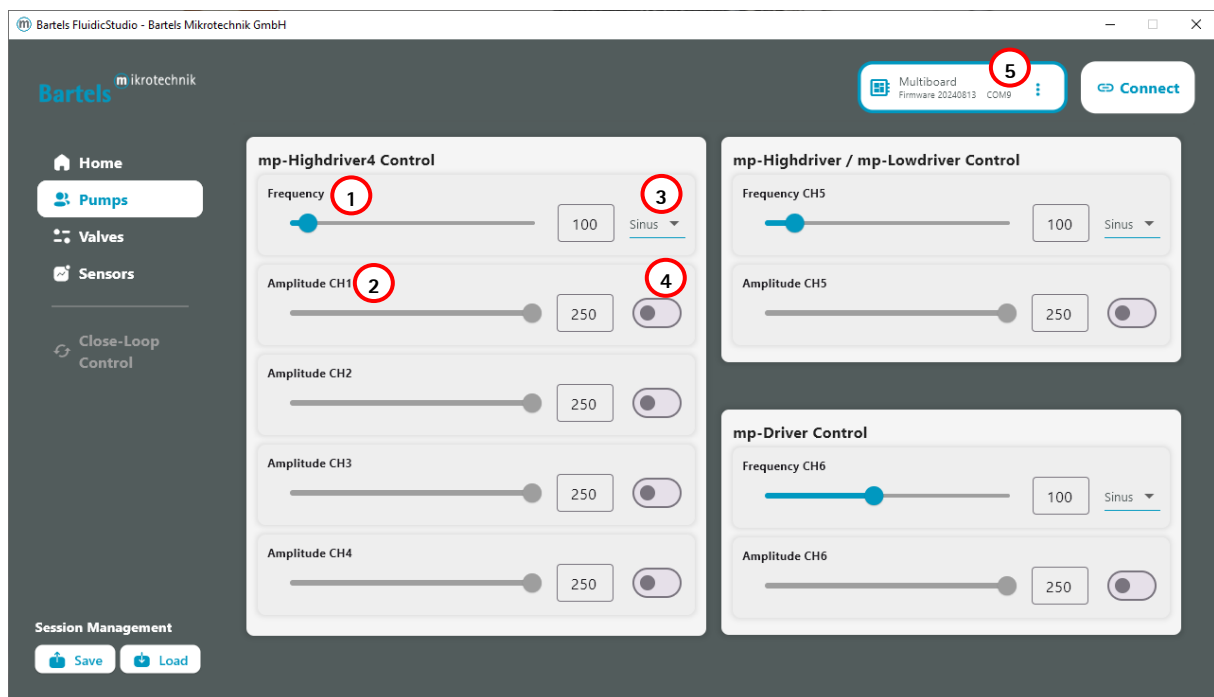 Bartels FluidicStudio - Bartels Mikrotechnik GmbH
Bartels mikrotechnik
Multiboard
Firmware 20240813 COM9
5
Connect
Home
Pumps
Valves
Sensors
Close-Loop
Control
mp-Highdriver4 Control
Frequency 1
3
100 Sinus
Amplitude CH1 2
4
250
Amplitude CH2
250
Amplitude CH3
250
Amplitude CH4
250
mp-Highdriver / mp-Lowdriver Control
Frequency CH5
100 Sinus
Amplitude CH5
250
mp-Driver Control
Frequency CH6
100 Sinus
Amplitude CH6
250
Session Management
Save Load